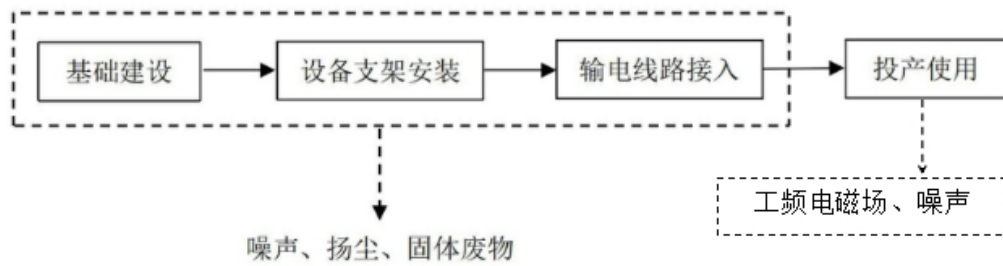 基础建设
设备支架安装
输电线路接入
投产使用
工频电磁场、噪声
噪声、扬尘、固体废物